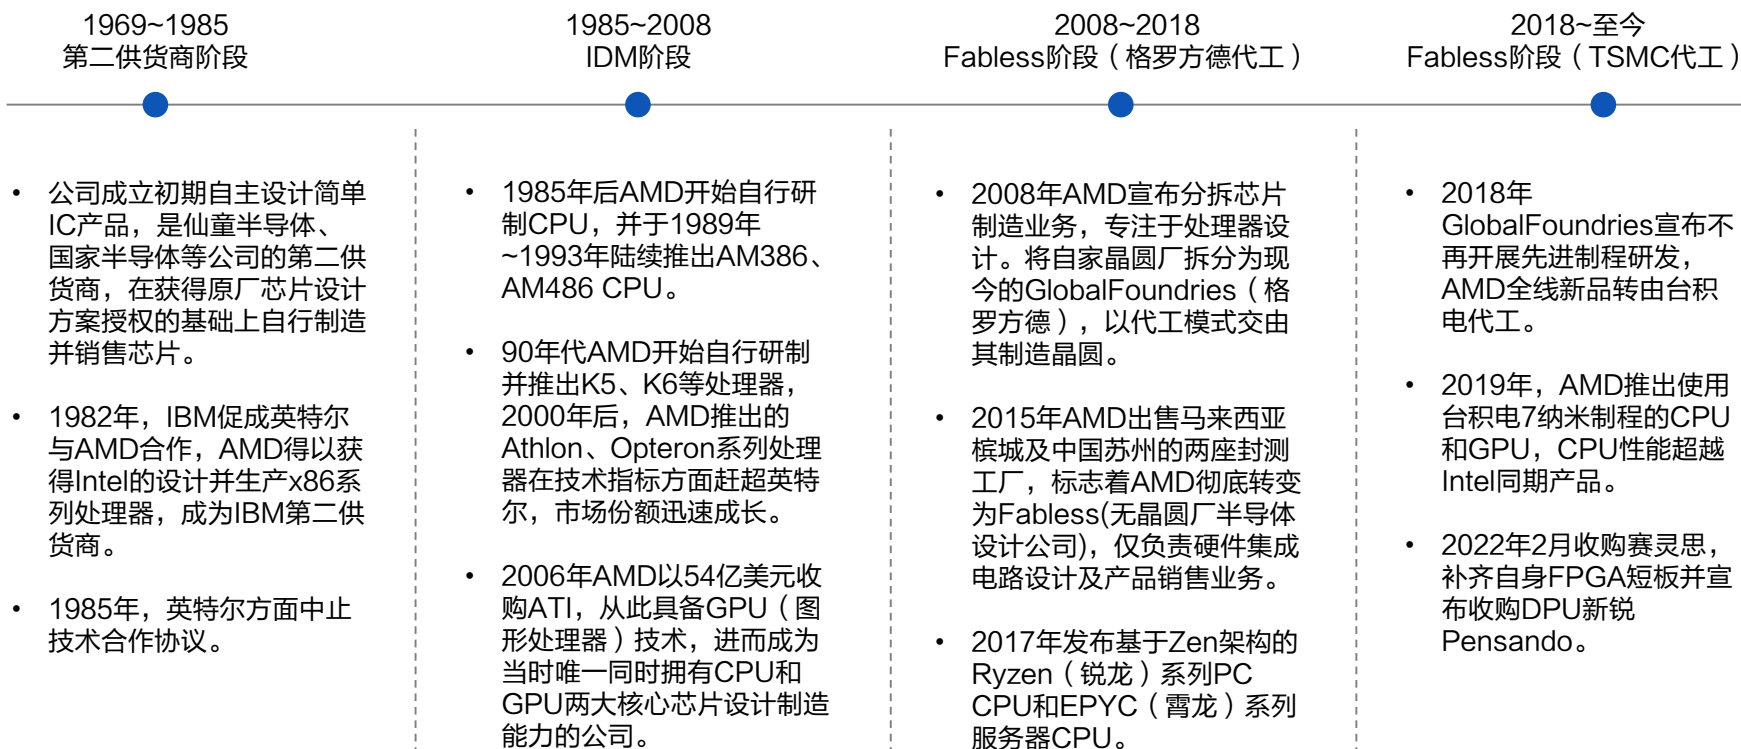 1969~1985
第二供货商阶段
1985~2008
IDM阶段
2008~2018
Fabless阶段（格罗方德代工）
2018~至今
Fabless阶段（TSMC代工）
• 公司成立初期自主设计简单
IC产品，是仙童半导体、
国家半导体等公司的第二供
货商，在获得原厂芯片设计
方案授权的基础上自行制造
并销售芯片。
• 1982年，IBM促成英特尔
与AMD合作，AMD得以获
得Intel的设计并生产x86系
列处理器，成为IBM第二供
货商。
• 1985年，英特尔方面中止
技术合作协议。
• 1985年后AMD开始自行研
制CPU，并于1989年
~1993年陆续推出AM386、
AM486 CPU。
• 90年代AMD开始自行研制
并推出K5、K6等处理器，
2000年后，AMD推出的
Athlon、Opteron系列处理
器在技术指标方面赶超英特
尔，市场份额迅速成长。
• 2006年AMD以54亿美元收
购ATI，从此具备GPU（图
形处理器）技术，进而成为
当时唯一同时拥有CPU和
GPU两大核心芯片设计制造
能力的公司。
• 2008年AMD宣布分拆芯片
制造业务，专注于处理器设
计。将自家晶圆厂拆分为现
今的GlobalFoundries（格
罗方德），以代工模式交由
其制造晶圆。
• 2015年AMD出售马来西亚
槟城及中国苏州的两座封测
工厂，标志着AMD彻底转变
为Fabless(无晶圆厂半导体
设计公司)，仅负责硬件集成
电路设计及产品销售业务。
• 2017年发布基于Zen架构的
Ryzen（锐龙）系列PC
CPU和EPYC（霄龙）系列
服务器CPU。
• 2018年
GlobalFoundries宣布不
再开展先进制程研发，
AMD全线新品转由台积
电代工。
• 2019年，AMD推出使用
台积电7纳米制程的CPU
和GPU，CPU性能超越
Intel同期产品。
• 2022年2月收购赛灵思，
补齐自身FPGA短板并宣
布收购DPU新锐
Pensando。